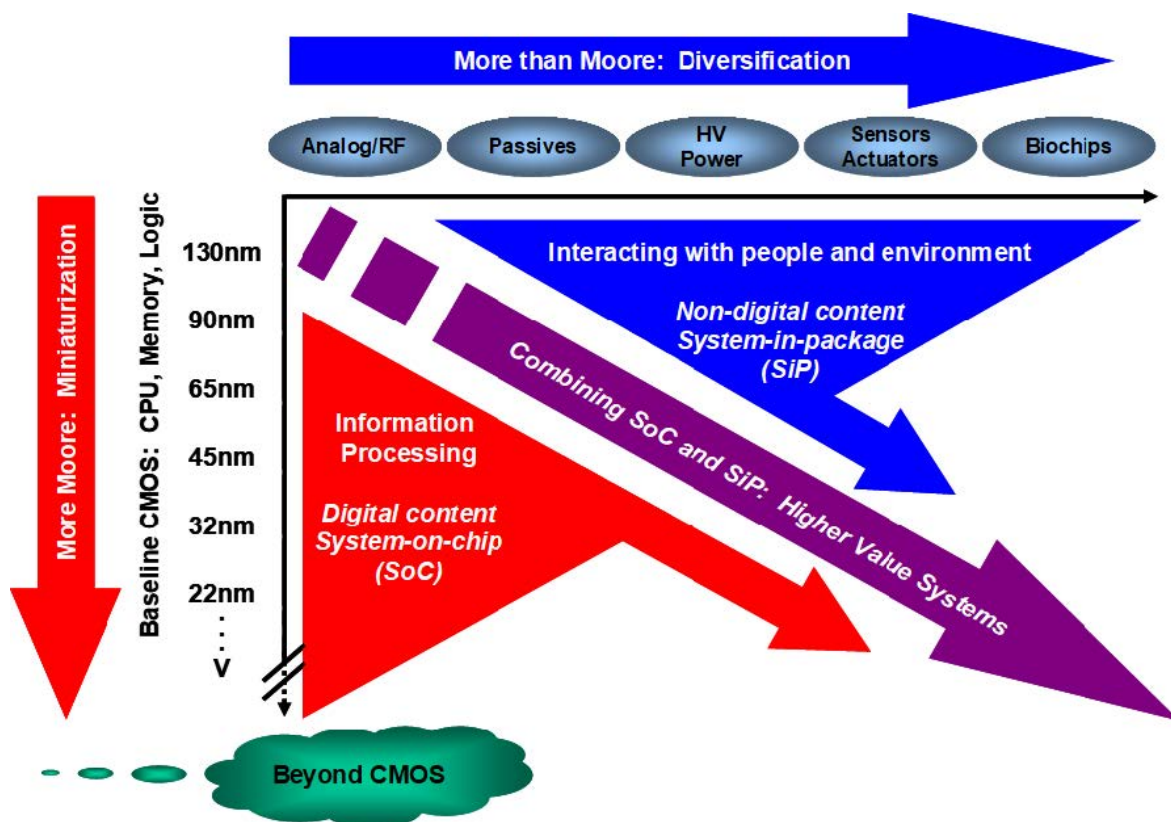 More than Moore: Diversification
Analog/RF
Passives
HV
Power
Sensors
Actuators
Biochips
More Moore: Miniaturization
Baseline CMOS: CPU, Memory, Logic
130nm
90nm
65nm
45nm
32nm
22nm
V
Interacting with people and environment
Non-digital content
System-in-package
(SiP)
Combining SoC and SiP: Higher Value Systems
Information
Processing
Digital content
System-on-chip
(SoC)
Beyond CMOS